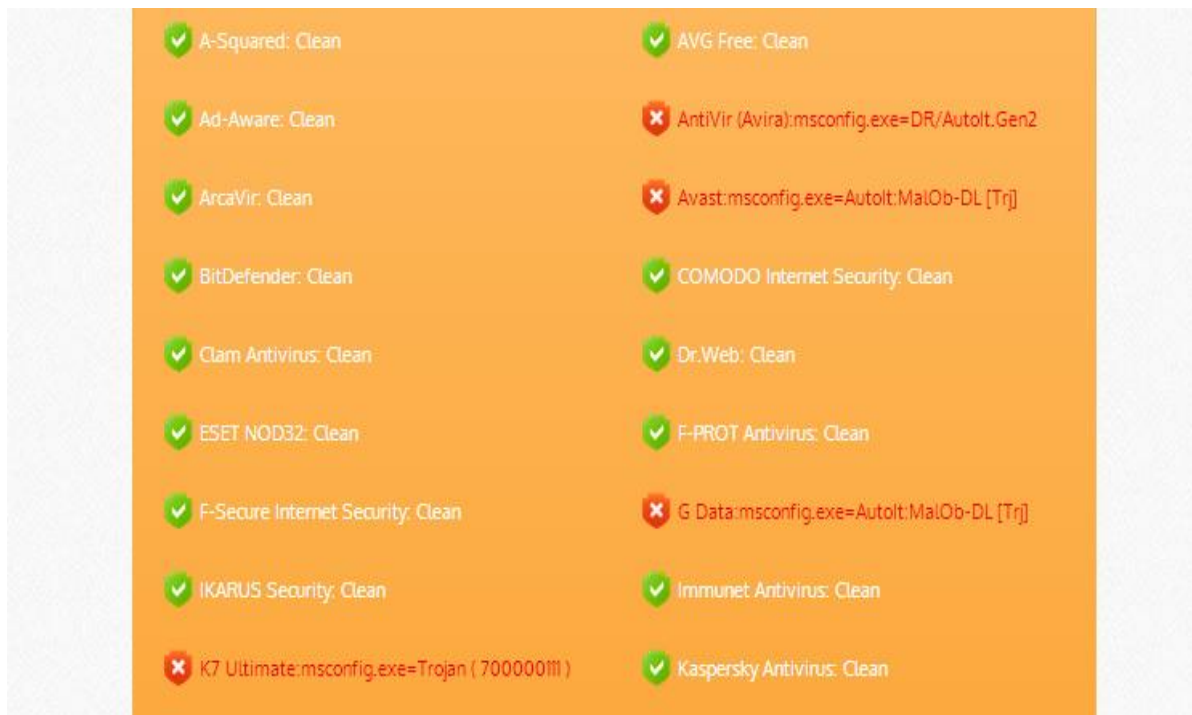 A-Squared: Clean
AVG Free: Clean
Ad-Aware: Clean
AntiVir (Avira):msconfig.exe=DR/AutoIt.Gen2
ArcaVir: Clean
Avast:msconfig.exe=AutoIt:MalOb-DL [Trj]
BitDefender: Clean
COMODO Internet Security: Clean
Clam Antivirus: Clean
Dr.Web: Clean
ESET NOD32: Clean
F-PROT Antivirus: Clean
F-Secure Internet Security: Clean
G Data:msconfig.exe=AutoIt:MalOb-DL [Trj]
IKARUS Security: Clean
Immunet Antivirus: Clean
K7 Ultimate:msconfig.exe=Trojan ( 700000111 )
Kaspersky Antivirus: Clean